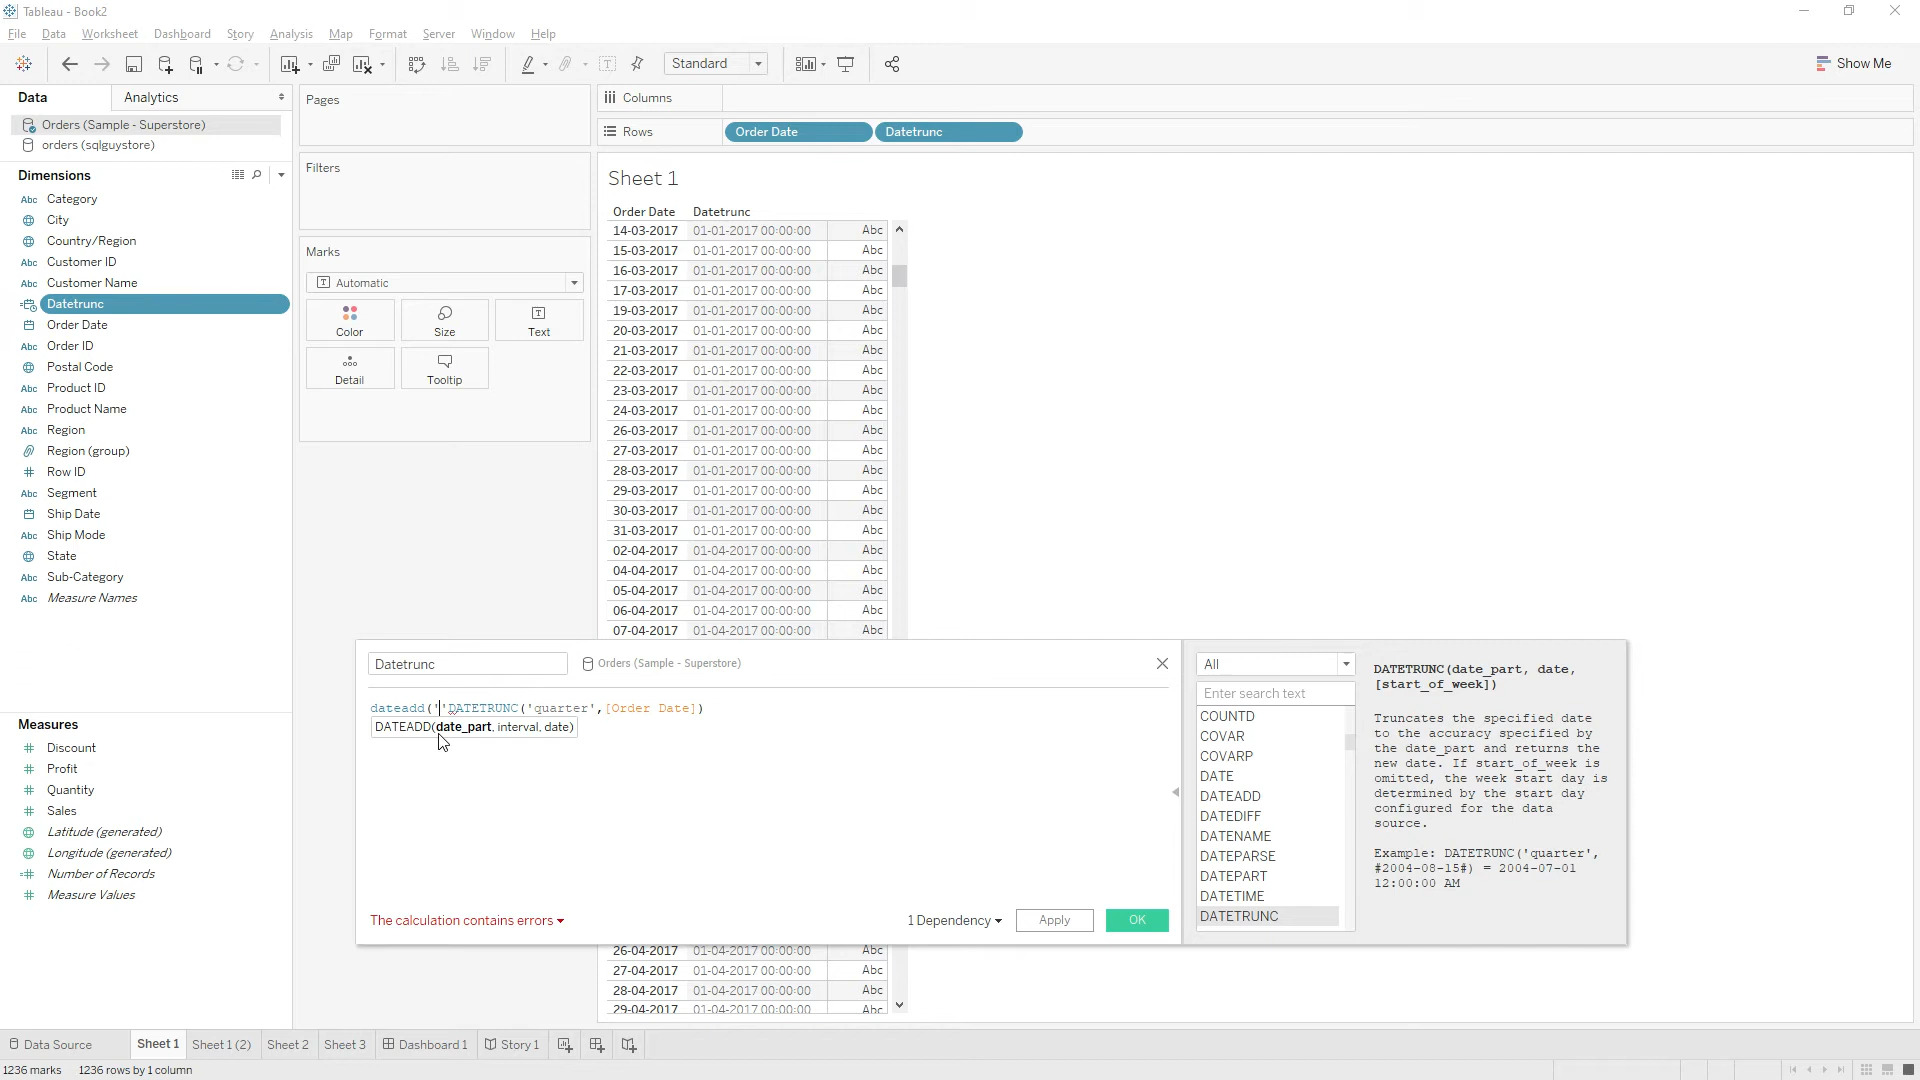 Tableau - Book2
File Data Worksheet Dashboard Story Analysis Map Format Server Window Help
Standard
Show Me
Data Analytics
Orders (Sample - Superstore)
orders (sqlguystore)
Dimensions
Abc Category
City
Country/Region
Abc Customer ID
Abc Customer Name
Datetrunc
Order Date
Abc Order ID
Postal Code
Abc Product ID
Abc Product Name
Abc Region
Region (group)
# Row ID
Abc Segment
Ship Date
Abc Ship Mode
State
Abc Sub-Category
Abc Measure Names
Measures
# Discount
# Profit
# Quantity
# Sales
Latitude (generated)
Longitude (generated)
=# Number of Records
# Measure Values
Pages
Filters
Marks
Automatic
Color Size Text
Detail Tooltip
Columns
Rows Order Date Datetrunc
Sheet 1
Order Date Datetrunc
14-03-2017 01-01-2017 00:00:00 Abc
15-03-2017 01-01-2017 00:00:00 Abc
16-03-2017 01-01-2017 00:00:00 Abc
17-03-2017 01-01-2017 00:00:00 Abc
19-03-2017 01-01-2017 00:00:00 Abc
20-03-2017 01-01-2017 00:00:00 Abc
21-03-2017 01-01-2017 00:00:00 Abc
22-03-2017 01-01-2017 00:00:00 Abc
23-03-2017 01-01-2017 00:00:00 Abc
24-03-2017 01-01-2017 00:00:00 Abc
26-03-2017 01-01-2017 00:00:00 Abc
27-03-2017 01-01-2017 00:00:00 Abc
28-03-2017 01-01-2017 00:00:00 Abc
29-03-2017 01-01-2017 00:00:00 Abc
30-03-2017 01-01-2017 00:00:00 Abc
31-03-2017 01-01-2017 00:00:00 Abc
02-04-2017 01-04-2017 00:00:00 Abc
04-04-2017 01-04-2017 00:00:00 Abc
05-04-2017 01-04-2017 00:00:00 Abc
06-04-2017 01-04-2017 00:00:00 Abc
07-04-2017 01-04-2017 00:00:00 Abc
Datetrunc Orders (Sample - Superstore)
dateadd(''DATETRUNC('quarter',[Order Date])
DATEADD(date_part, interval, date)
The calculation contains errors
1 Dependency
Apply
OK
All
Enter search text
COUNTD
COVAR
COVARP
DATE
DATEADD
DATEDIFF
DATENAME
DATEPARSE
DATEPART
DATETIME
DATETRUNC
DATETRUNC(date_part, date,
[start_of_week])
Truncates the specified date
to the accuracy specified by
the date_part and returns the
new date. If start_of_week is
omitted, the week start day is
determined by the start day
configured for the data
source.
Example: DATETRUNC('quarter',
#2004-08-15#) = 2004-07-01
12:00:00 AM
26-04-2017 01-04-2017 00:00:00 Abc
27-04-2017 01-04-2017 00:00:00 Abc
28-04-2017 01-04-2017 00:00:00 Abc
29-04-2017 01-04-2017 00:00:00 Abc
Data Source Sheet 1 Sheet 1 (2) Sheet 2 Sheet 3 Dashboard 1 Story 1
1236 marks 1236 rows by 1 column